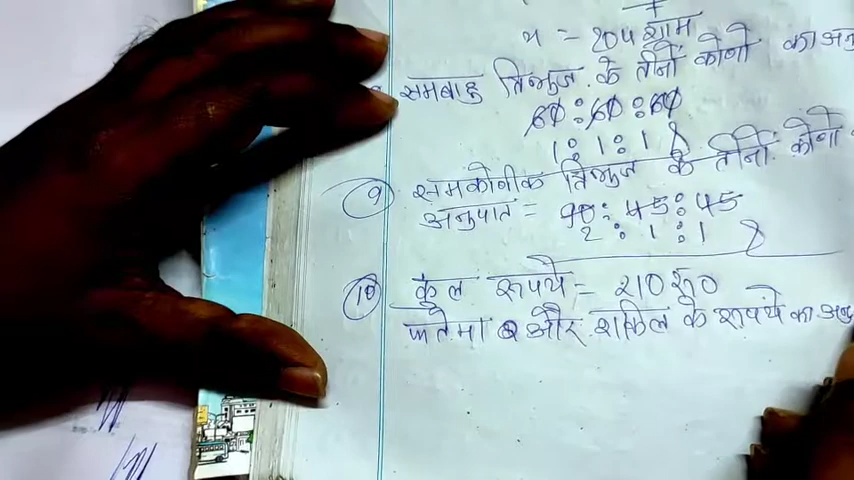 x = 204 ग्राम
समबाहु त्रिभुज के तीनों कोणों का
60 : 60 : 60
1 : 1 : 1
9 समकोणीक त्रिभुज के तीनों कोणों
अनुपात = 90 : 45 : 45
2 : 1 : 1
10 कुल रूपये = 210 रू०
और शकिल के रूपये का